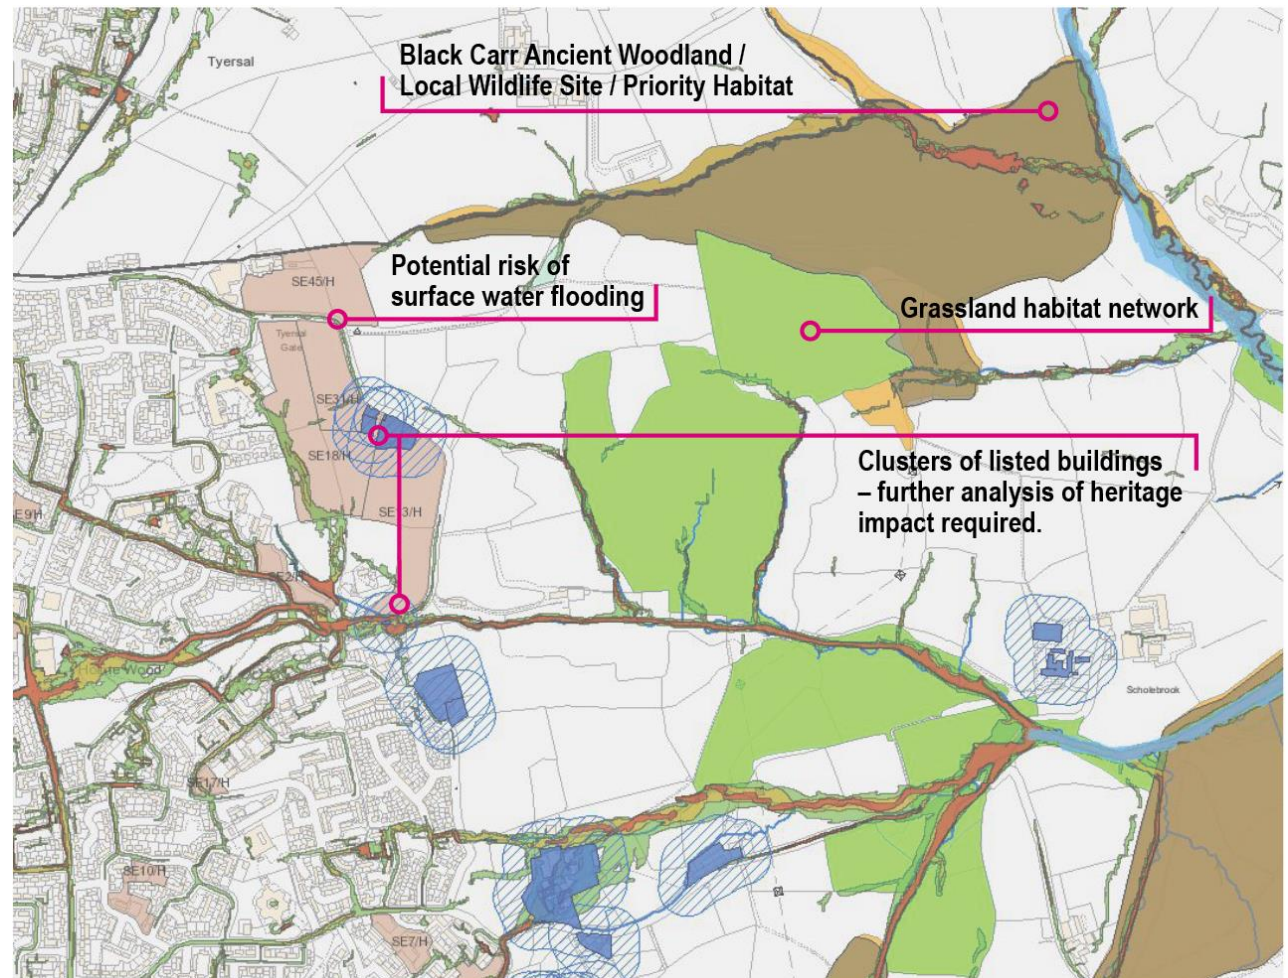 Black Carr Ancient Woodland /
Local Wildlife Site / Priority Habitat
Tyersal
Potential risk of
surface water flooding
SE45/H
Grassland habitat network
Tyersal
Gate
SE31/H
SE18/H
Clusters of listed buildings
– further analysis of heritage
impact required.
SE13/H
E9/H
Wood
Scholebrook
SE17/H
SE10/H
SE7/H